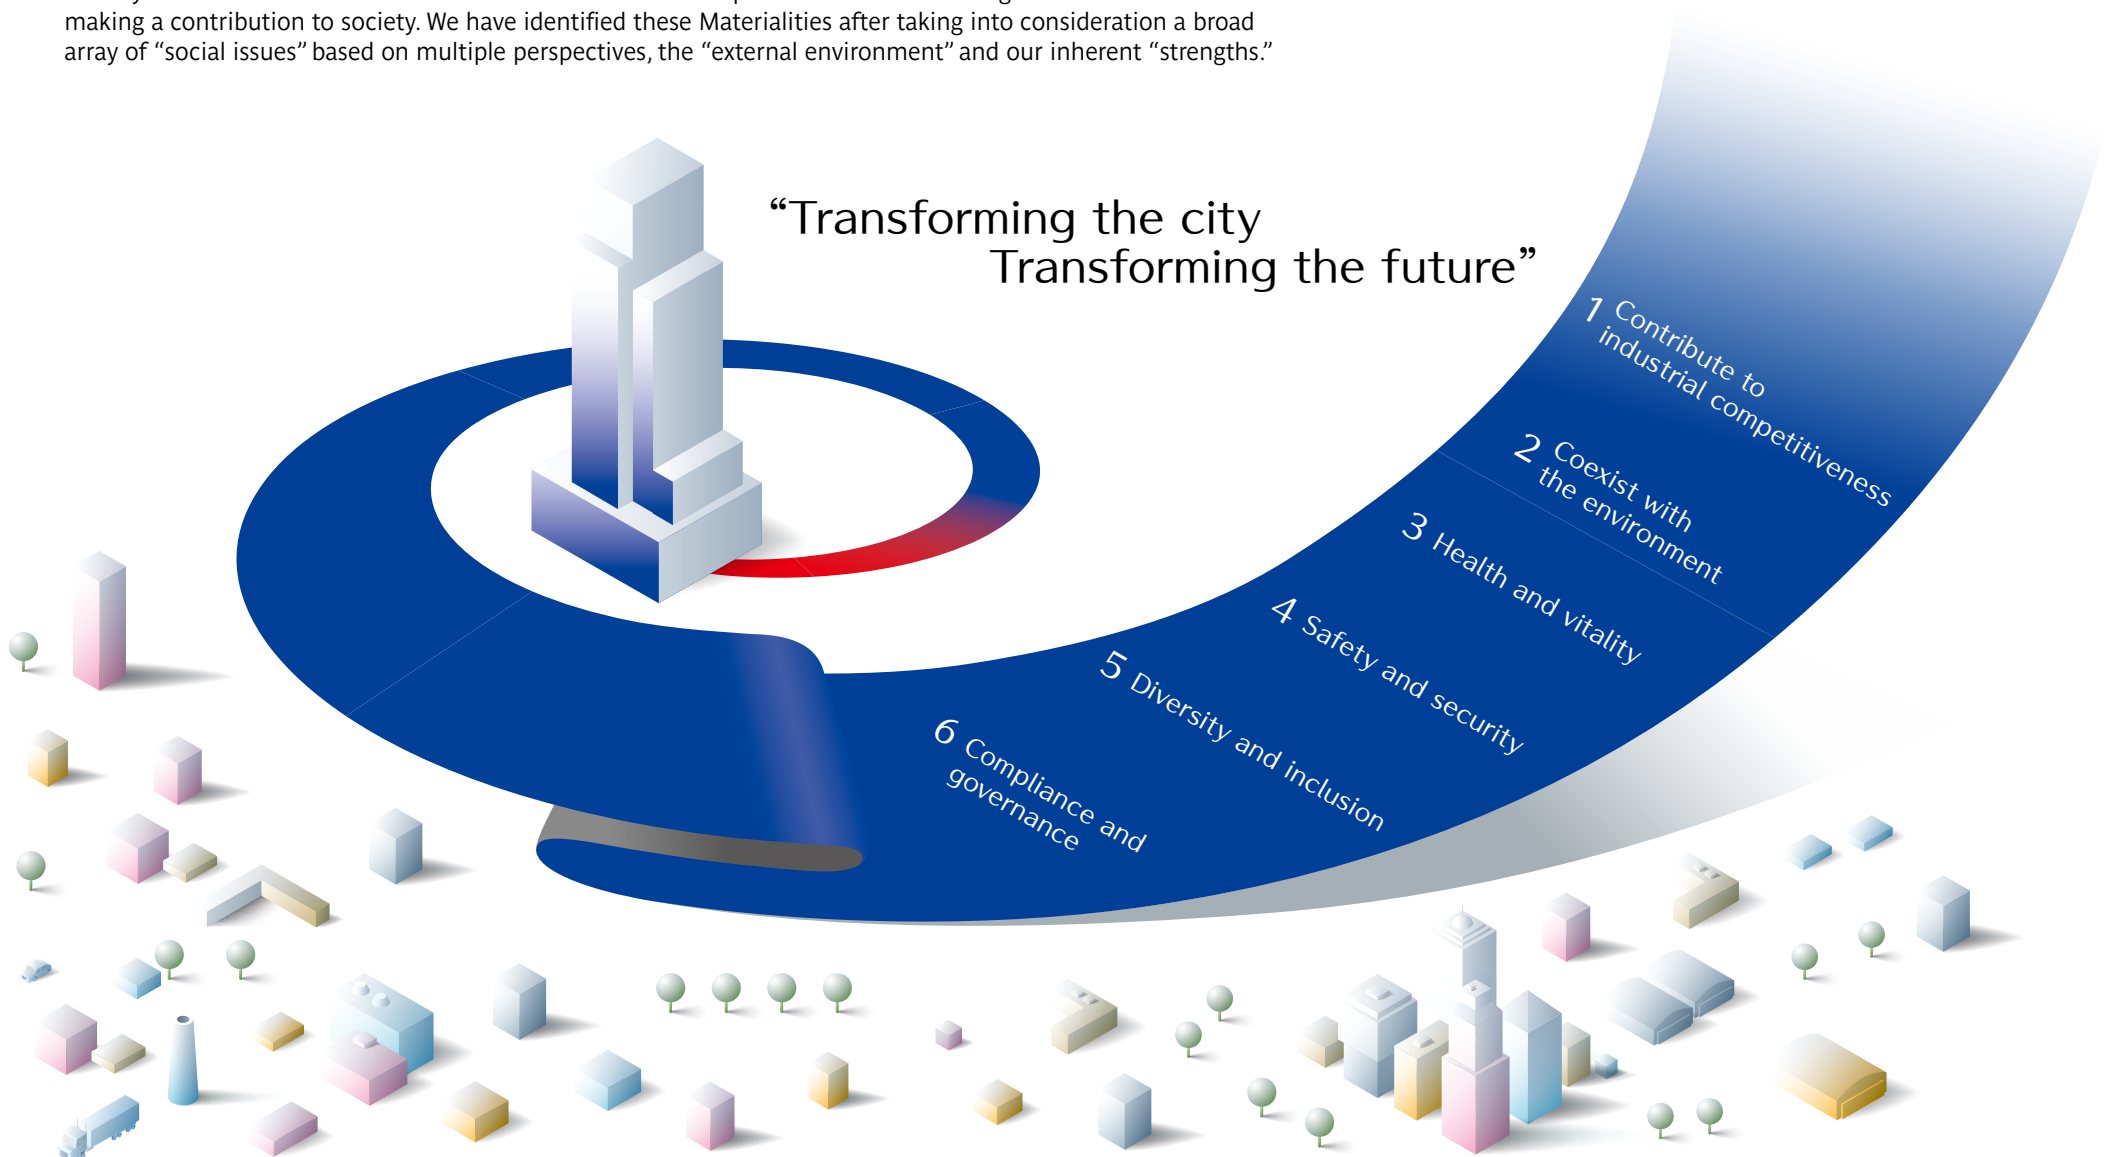 making a contribution to society. We have identified these Materialities after taking into consideration a broad
array of “social issues” based on multiple perspectives, the “external environment” and our inherent “strengths.”
“Transforming the city
Transforming the future”
1 Contribute to
industrial competitiveness
2 Coexist with
the environment
3 Health and vitality
4 Safety and security
5 Diversity and inclusion
6 Compliance and
governance